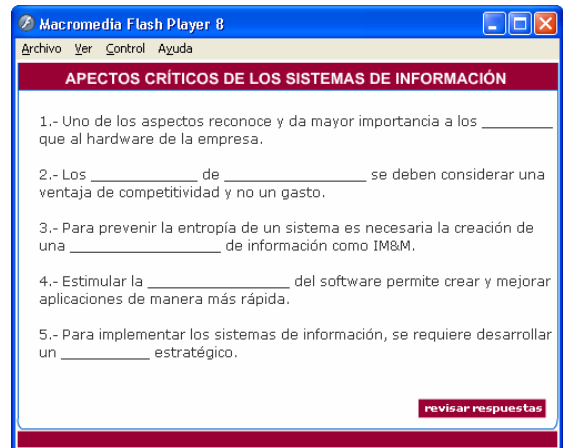 Macromedia Flash Player 8
Archivo Ver Control Ayuda
APECTOS CRÍTICOS DE LOS SISTEMAS DE INFORMACIÓN
1.- Uno de los aspectos reconoce y da mayor importancia a los ________
que al hardware de la empresa.
2.- Los ____________ de ________________ se deben considerar una
ventaja de competitividad y no un gasto.
3.- Para prevenir la entropía de un sistema es necesaria la creación de
una _________________ de información como IM&M.
4.- Estimular la ________________ del software permite crear y mejorar
aplicaciones de manera más rápida.
5.- Para implementar los sistemas de información, se requiere desarrollar
un __________ estratégico.
revisar respuestas